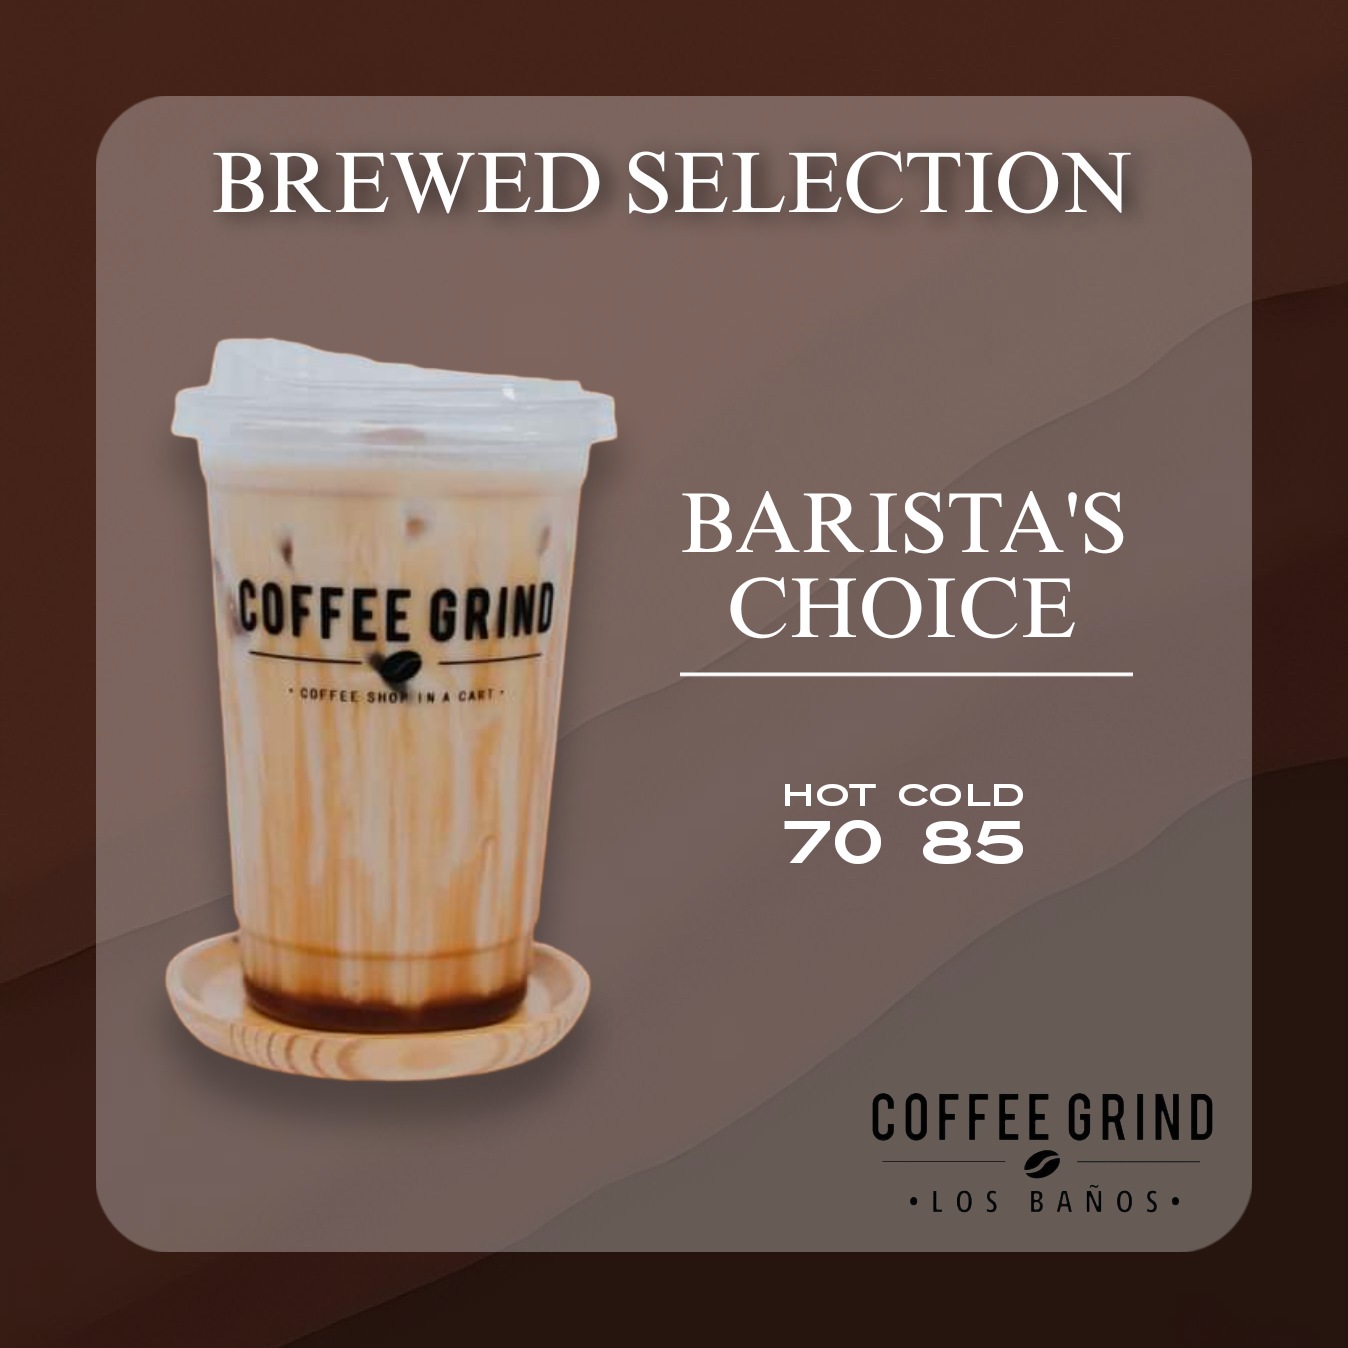 BREWED SELECTION
COFFEE GRIND
• COFFEE SHOP IN A CART •
BARISTA'S
CHOICE
HOT COLD
70 85
COFFEE GRIND
• LOS BAÑOS •